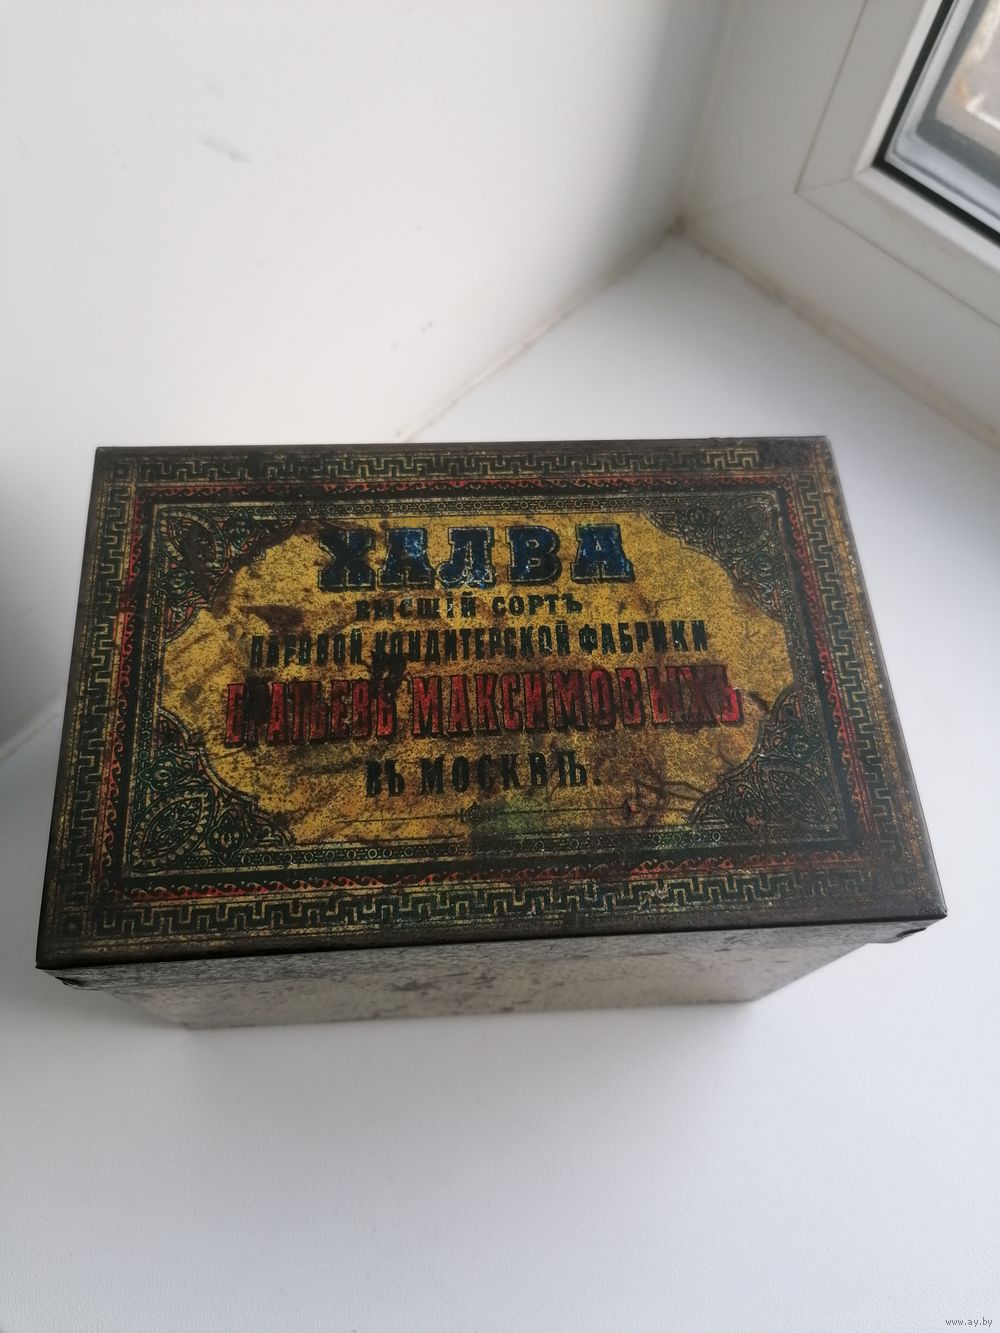 ХАЛВА
ВЫСШІЙ СОРТЪ
ПАРОВОЙ КОНДИТЕРСКОЙ ФАБРИКИ
БРАТЬЕВЪ МАКСИМОВЫХЪ
ВЪ МОСКВѢ.
www.ay.by